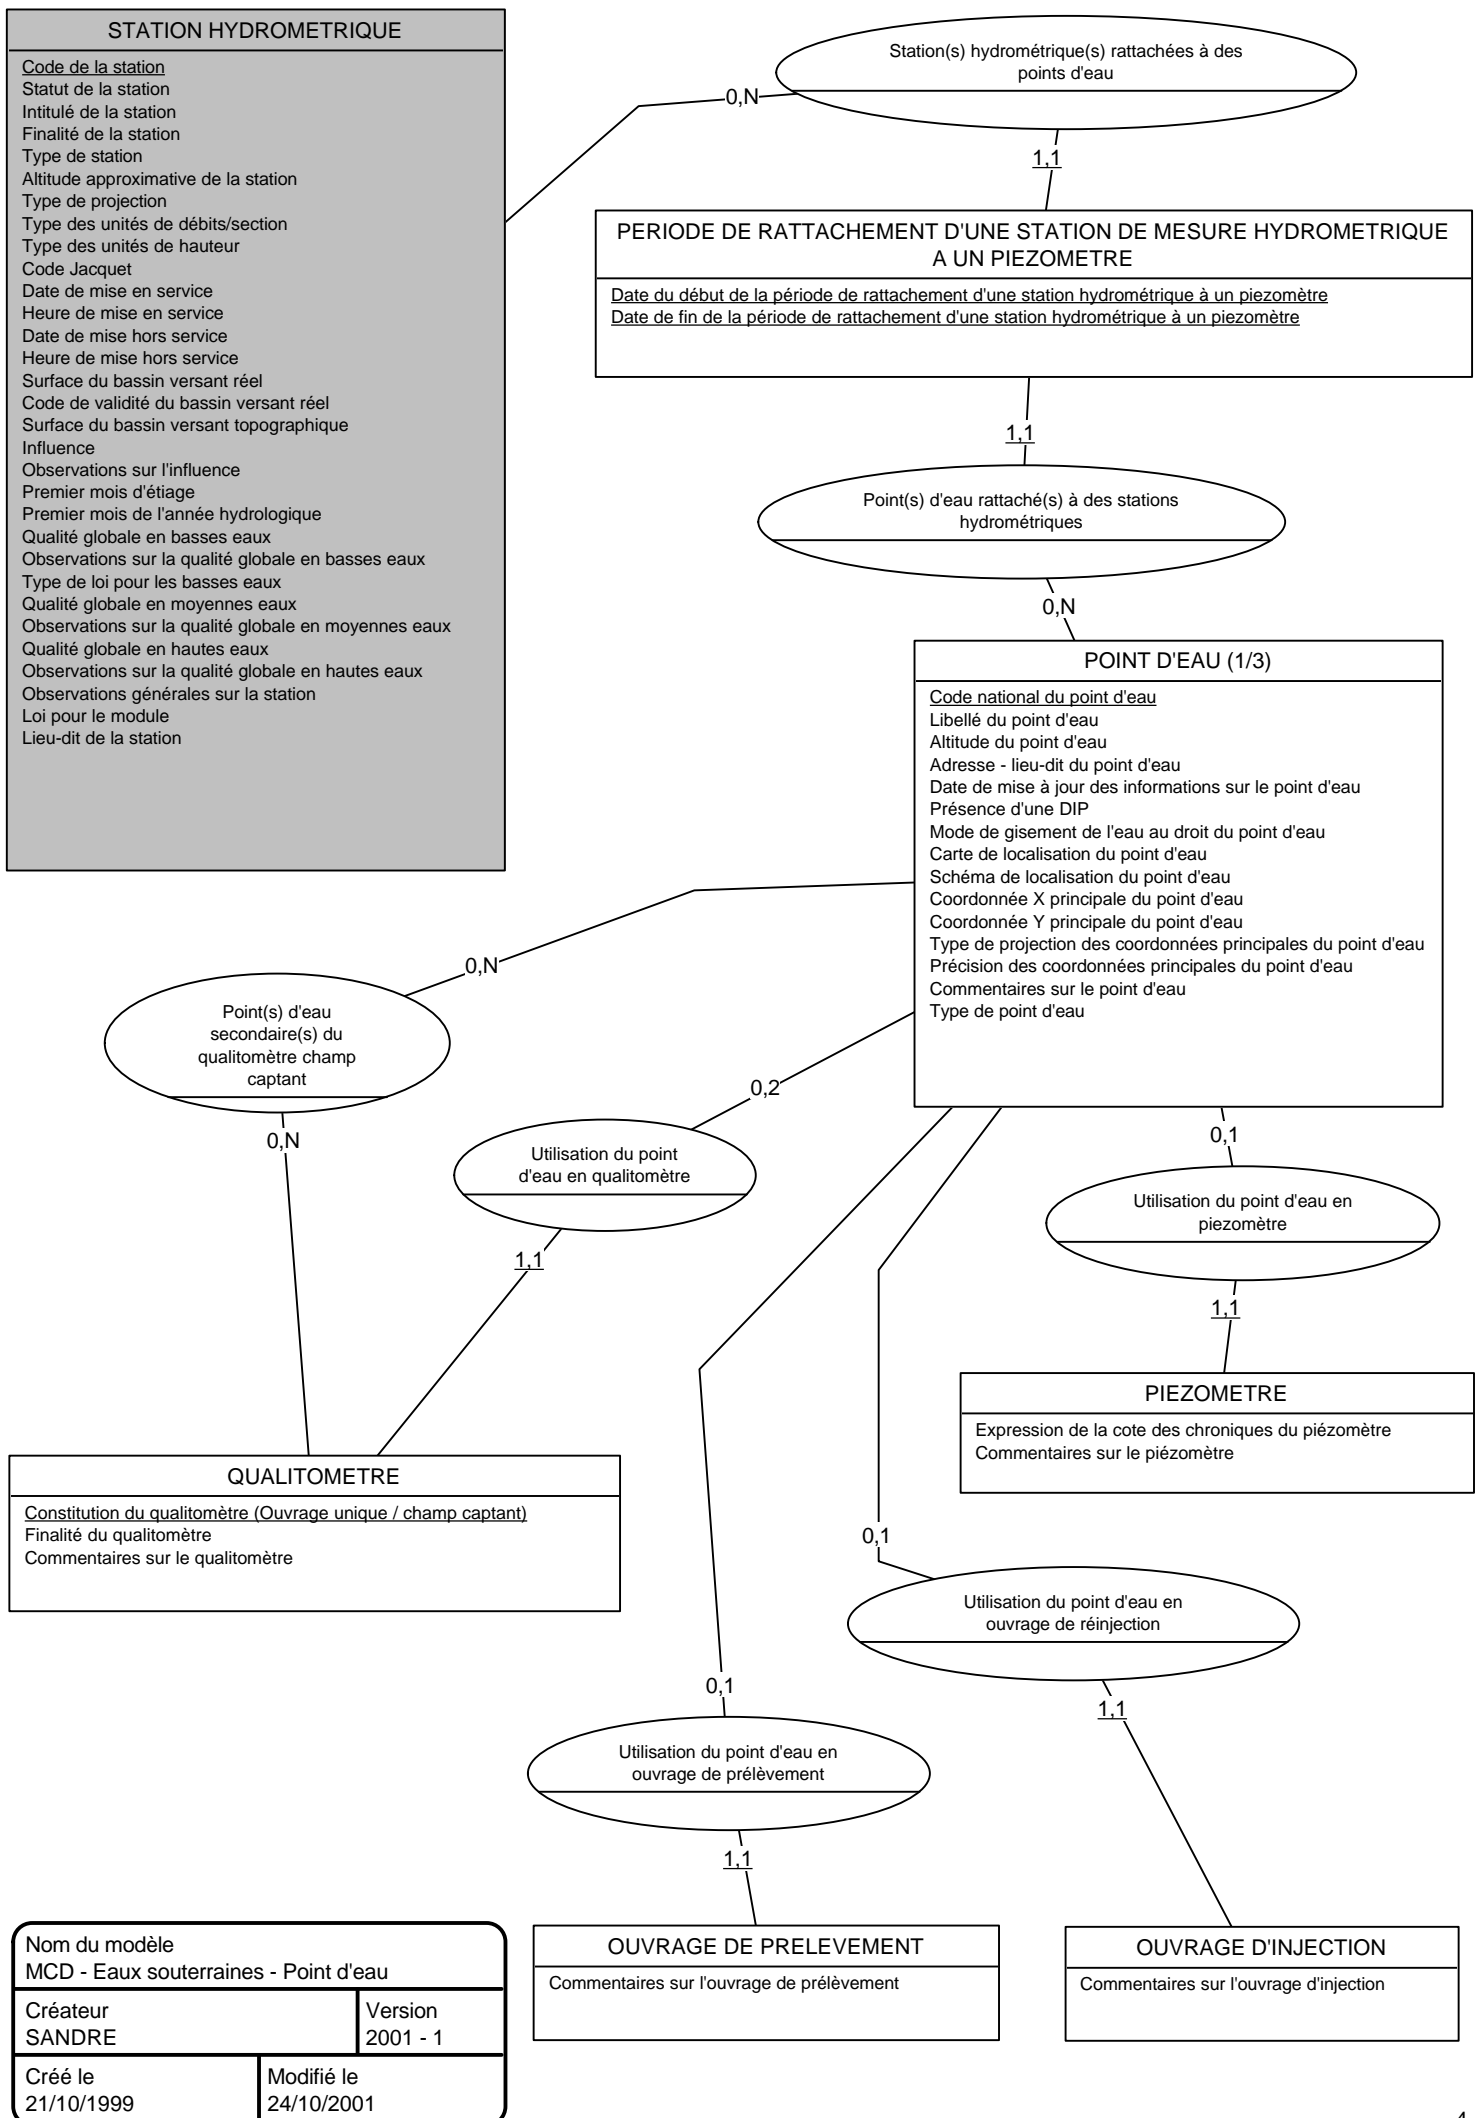 STATION HYDROMETRIQUE
Code de la station
Statut de la station
Intitulé de la station
Finalité de la station
Type de station
Altitude approximative de la station
Type de projection
Type des unités de débits/section
Type des unités de hauteur
Code Jacquet
Date de mise en service
Heure de mise en service
Date de mise hors service
Heure de mise hors service
Surface du bassin versant réel
Code de validité du bassin versant réel
Surface du bassin versant topographique
Influence
Observations sur l'influence
Premier mois d'étiage
Premier mois de l'année hydrologique
Qualité globale en basses eaux
Observations sur la qualité globale en basses eaux
Type de loi pour les basses eaux
Qualité globale en moyennes eaux
Observations sur la qualité globale en moyennes eaux
Qualité globale en hautes eaux
Observations sur la qualité globale en hautes eaux
Observations générales sur la station
Loi pour le module
Lieu-dit de la station
0,N
Station(s) hydrométrique(s) rattachées à des
points d'eau
1,1
PERIODE DE RATTACHEMENT D'UNE STATION DE MESURE HYDROMETRIQUE
A UN PIEZOMETRE
Date du début de la période de rattachement d'une station hydrométrique à un piezomètre
Date de fin de la période de rattachement d'une station hydrométrique à un piezomètre
1,1
Point(s) d'eau rattaché(s) à des stations
hydrométriques
0,N
POINT D'EAU (1/3)
Code national du point d'eau
Libellé du point d'eau
Altitude du point d'eau
Adresse - lieu-dit du point d'eau
Date de mise à jour des informations sur le point d'eau
Présence d'une DIP
Mode de gisement de l'eau au droit du point d'eau
Carte de localisation du point d'eau
Schéma de localisation du point d'eau
Coordonnée X principale du point d'eau
Coordonnée Y principale du point d'eau
Type de projection des coordonnées principales du point d'eau
Précision des coordonnées principales du point d'eau
Commentaires sur le point d'eau
Type de point d'eau
0,N
Point(s) d'eau
secondaire(s) du
qualitomètre champ
captant
0,N
0,2
Utilisation du point
d'eau en qualitomètre
1,1
0,1
Utilisation du point d'eau en
piezomètre
1,1
PIEZOMETRE
Expression de la cote des chroniques du piézomètre
Commentaires sur le piézomètre
QUALITOMETRE
Constitution du qualitomètre (Ouvrage unique / champ captant)
Finalité du qualitomètre
Commentaires sur le qualitomètre
0,1
Utilisation du point d'eau en
ouvrage de réinjection
1,1
0,1
Utilisation du point d'eau en
ouvrage de prélèvement
1,1
OUVRAGE DE PRELEVEMENT
Commentaires sur l'ouvrage de prélèvement
OUVRAGE D'INJECTION
Commentaires sur l'ouvrage d'injection
Nom du modèle
MCD - Eaux souterraines - Point d'eau
Créateur
SANDRE
Version
2001 - 1
Créé le
21/10/1999
Modifié le
24/10/2001